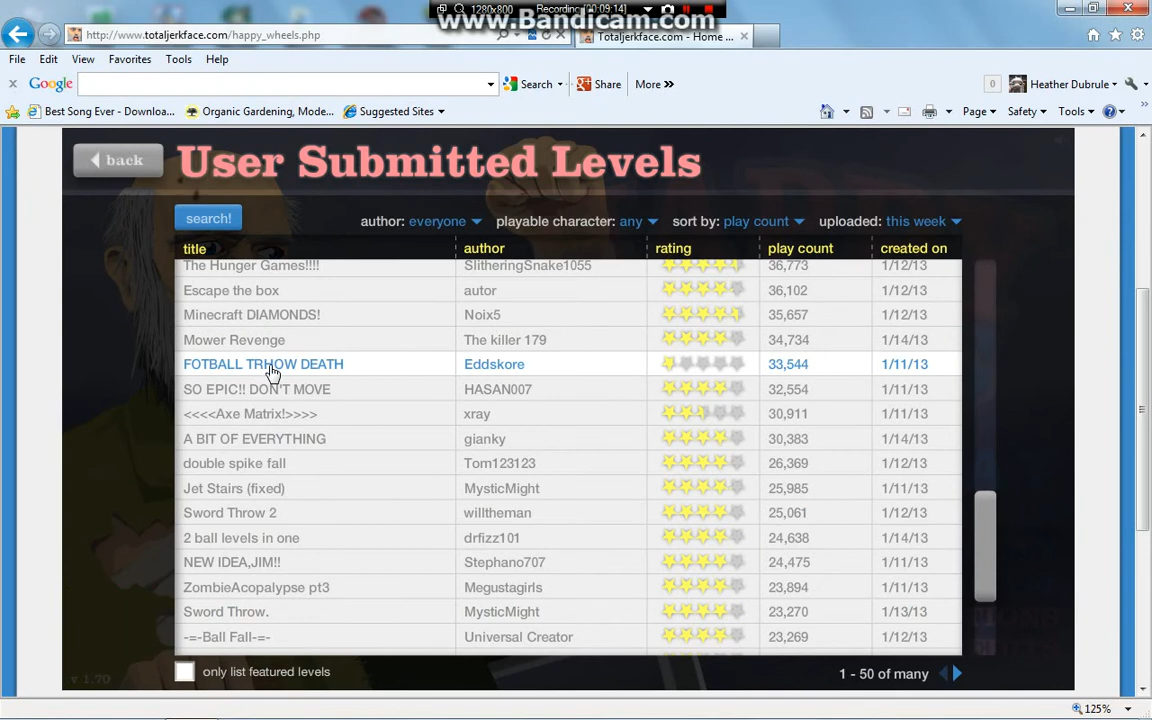 1280x800 Recording [00:09:14]
www.Bandicam.com
http://www.totaljerkface.com/happy_wheels.php
Totaljerkface.com - Home ...
File Edit View Favorites Tools Help
x Google Search Share More »» 0 Heather Dubrule
Best Song Ever - Downloa... Organic Gardening, Mode... Suggested Sites Page Safety Tools
back User Submitted Levels
search! author: everyone playable character: any sort by: play count uploaded: this week
title author rating play count created on
The Hunger Games!!!! SlitheringSnake1055 36,773 1/12/13
Escape the box autor 36,102 1/12/13
Minecraft DIAMONDS! Noix5 35,657 1/12/13
Mower Revenge The killer 179 34,734 1/12/13
FOTBALL TRHOW DEATH Eddskore 33,544 1/11/13
SO EPIC!! DON'T MOVE HASAN007 32,554 1/11/13
<<<<Axe Matrix!>>>> xray 30,911 1/11/13
A BIT OF EVERYTHING gianky 30,383 1/14/13
double spike fall Tom123123 26,369 1/12/13
Jet Stairs (fixed) MysticMight 25,985 1/11/13
Sword Throw 2 willtheman 25,061 1/12/13
2 ball levels in one drfizz101 24,638 1/14/13
NEW IDEA,JIM!! Stephano707 24,475 1/11/13
ZombieAcopalypse pt3 Megustagirls 23,894 1/11/13
Sword Throw. MysticMight 23,270 1/13/13
-=-Ball Fall-=- Universal Creator 23,269 1/12/13
only list featured levels 1 - 50 of many
v 1.70
125%